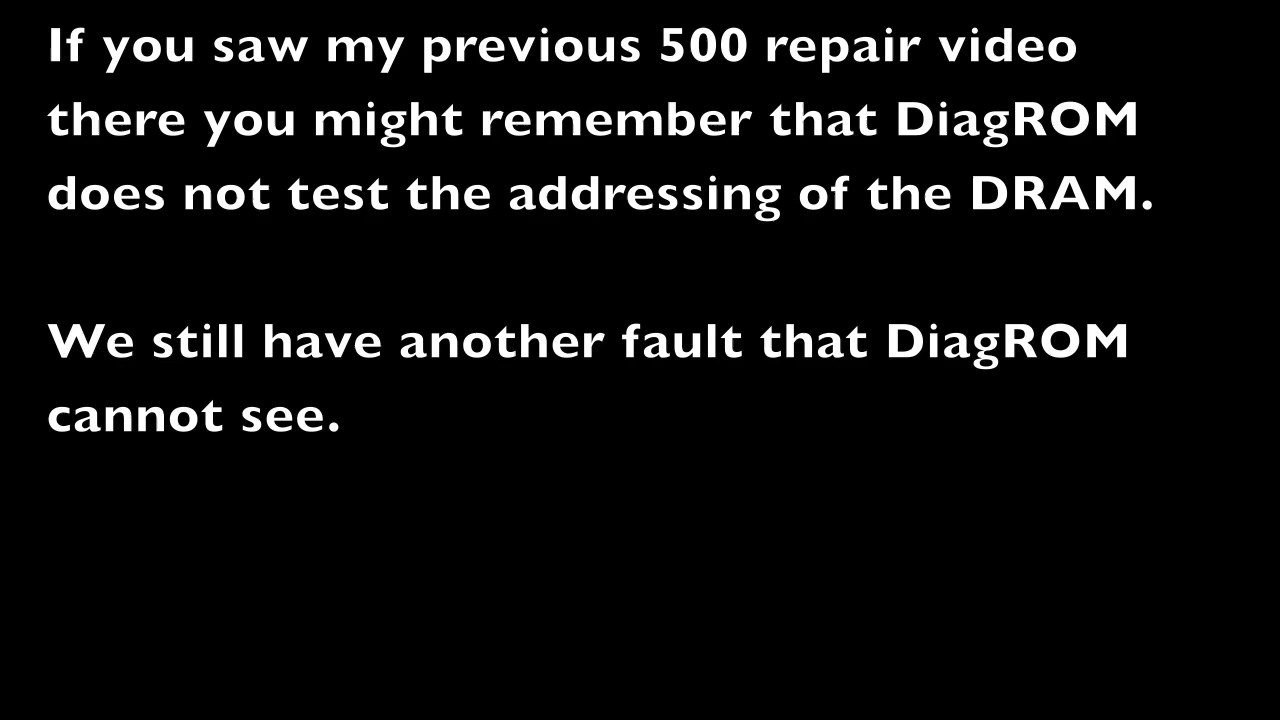 If you saw my previous 500 repair video
there you might remember that DiagROM
does not test the addressing of the DRAM.
We still have another fault that DiagROM
cannot see.